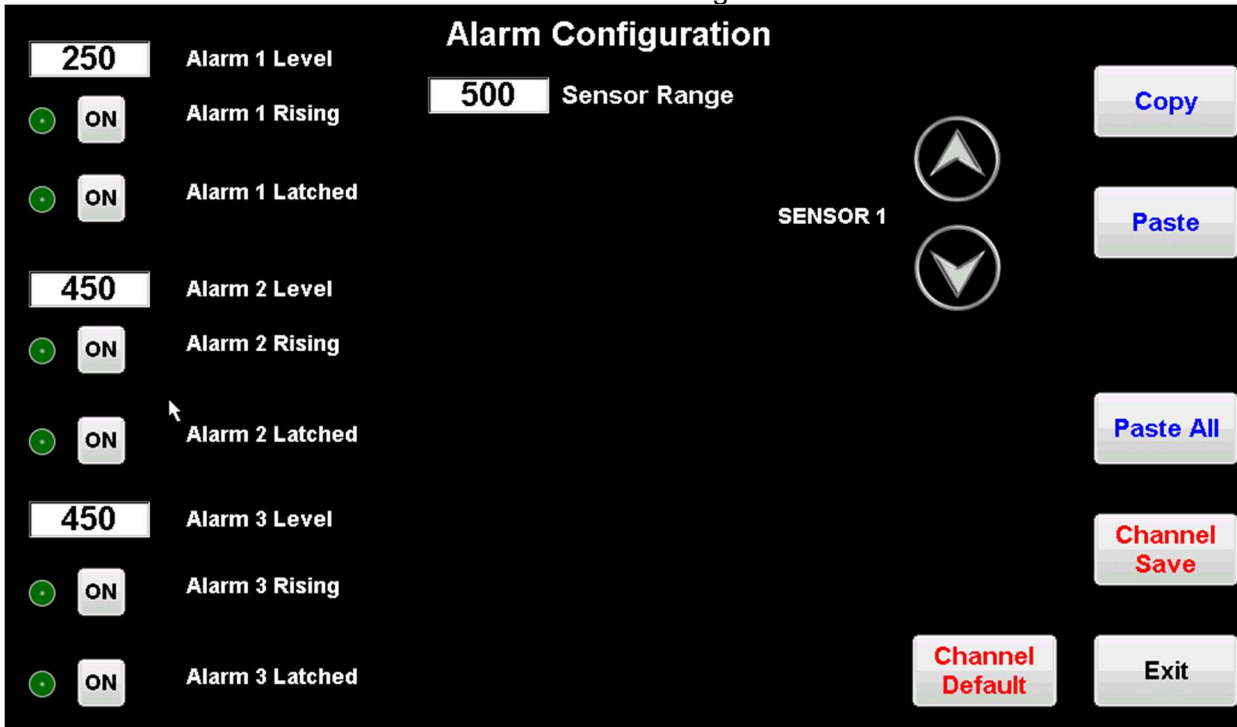 Alarm Configuration
250 Alarm 1 Level
500 Sensor Range
ON Alarm 1 Rising
ON Alarm 1 Latched
SENSOR 1
450 Alarm 2 Level
ON Alarm 2 Rising
ON Alarm 2 Latched
450 Alarm 3 Level
ON Alarm 3 Rising
ON Alarm 3 Latched
Copy
Paste
Paste All
Channel
Save
Channel
Default
Exit